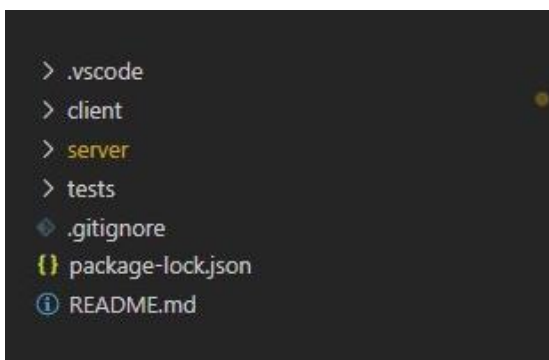 .vscode
client
server
tests
.gitignore
package-lock.json
README.md